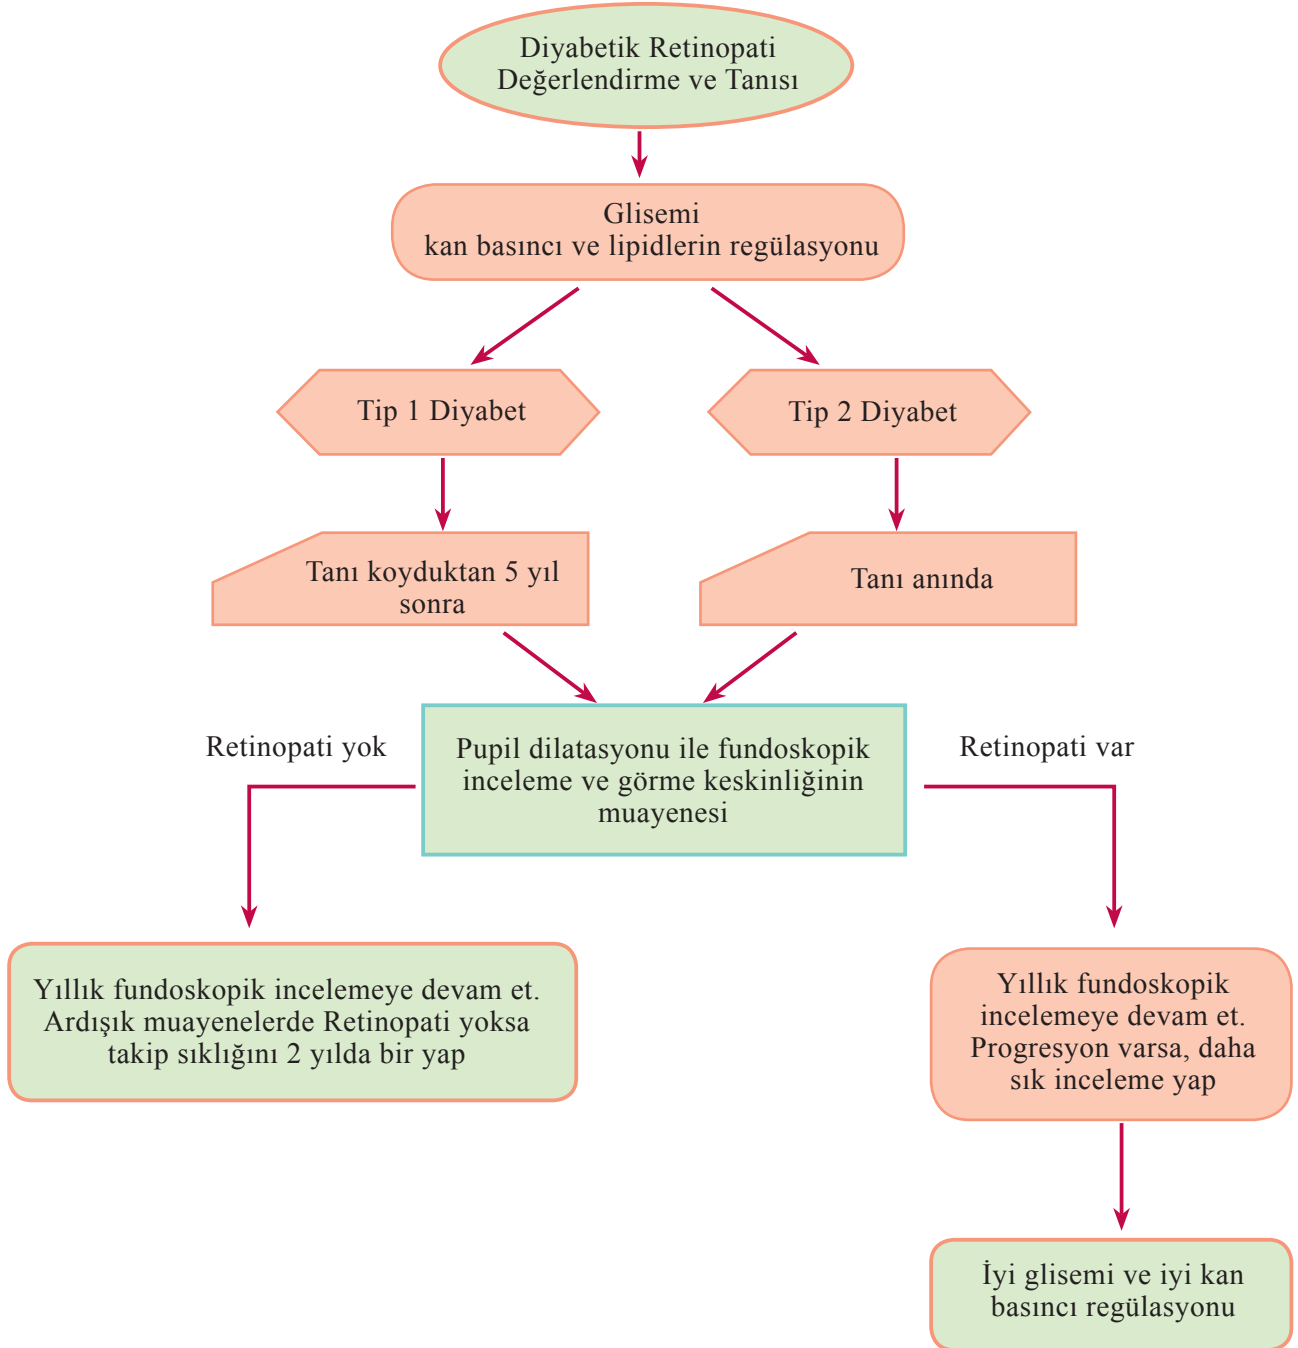 Diyabetik Retinopati
Değerlendirme ve Tanısı
Glisemi
kan basıncı ve lipidlerin regülasyonu
Tip 1 Diyabet
Tip 2 Diyabet
Tanı koyduktan 5 yıl
sonra
Tanı anında
Retinopati yok
Pupil dilatasyonu ile fundoskopik
inceleme ve görme keskinliğinin
muayenesi
Retinopati var
Yıllık fundoskopik incelemeye devam et.
Ardışık muayenelerde Retinopati yoksa
takip sıklığını 2 yılda bir yap
Yıllık fundoskopik
incelemeye devam et.
Progresyon varsa, daha
sık inceleme yap
İyi glisemi ve iyi kan
basıncı regülasyonu